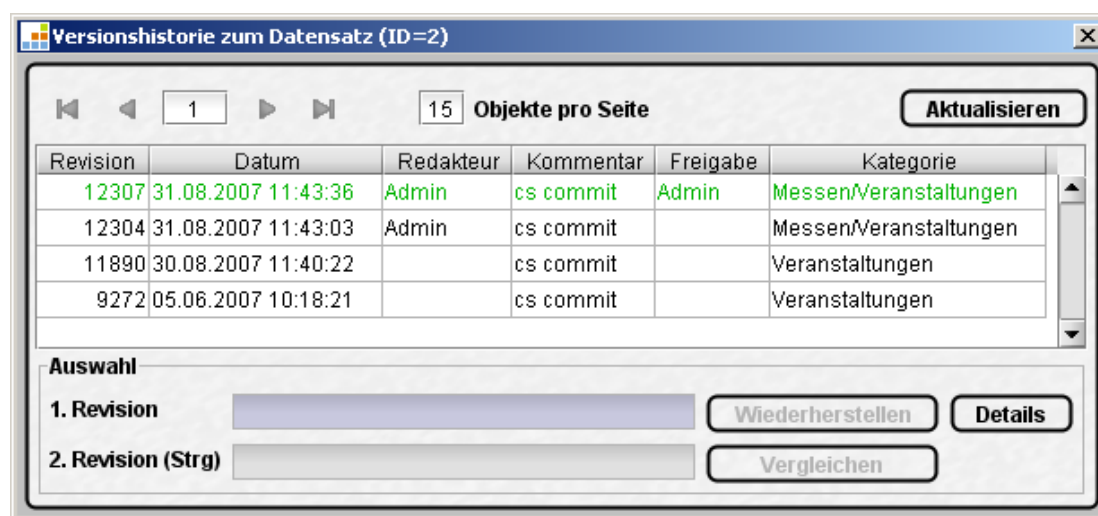 Versionshistorie zum Datensatz (ID=2)
1 15 Objekte pro Seite Aktualisieren
Revision Datum Redakteur Kommentar Freigabe Kategorie
12307 31.08.2007 11:43:36 Admin cs commit Admin Messen/Veranstaltungen
12304 31.08.2007 11:43:03 Admin cs commit Messen/Veranstaltungen
11890 30.08.2007 11:40:22 cs commit Veranstaltungen
9272 05.06.2007 10:18:21 cs commit Veranstaltungen
Auswahl
1. Revision Wiederherstellen Details
2. Revision (Strg) Vergleichen